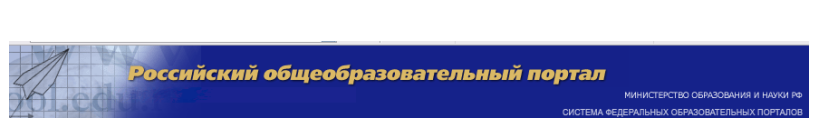 Российский общеобразовательный портал
МИНИСТЕРСТВО ОБРАЗОВАНИЯ И НАУКИ РФ
СИСТЕМА ФЕДЕРАЛЬНЫХ ОБРАЗОВАТЕЛЬНЫХ ПОРТАЛОВ